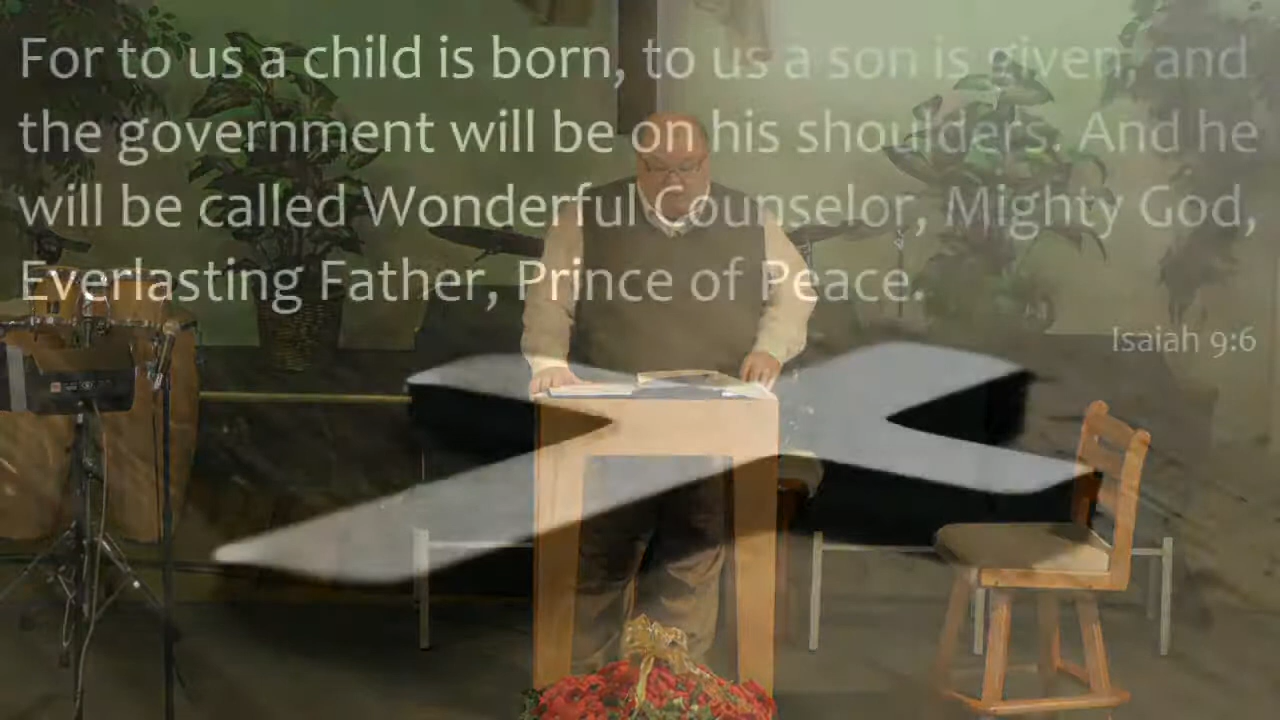 For to us a child is born, to us a son is given, and
the government will be on his shoulders. And he
will be called Wonderful Counselor, Mighty God,
Everlasting Father, Prince of Peace.
Isaiah 9:6